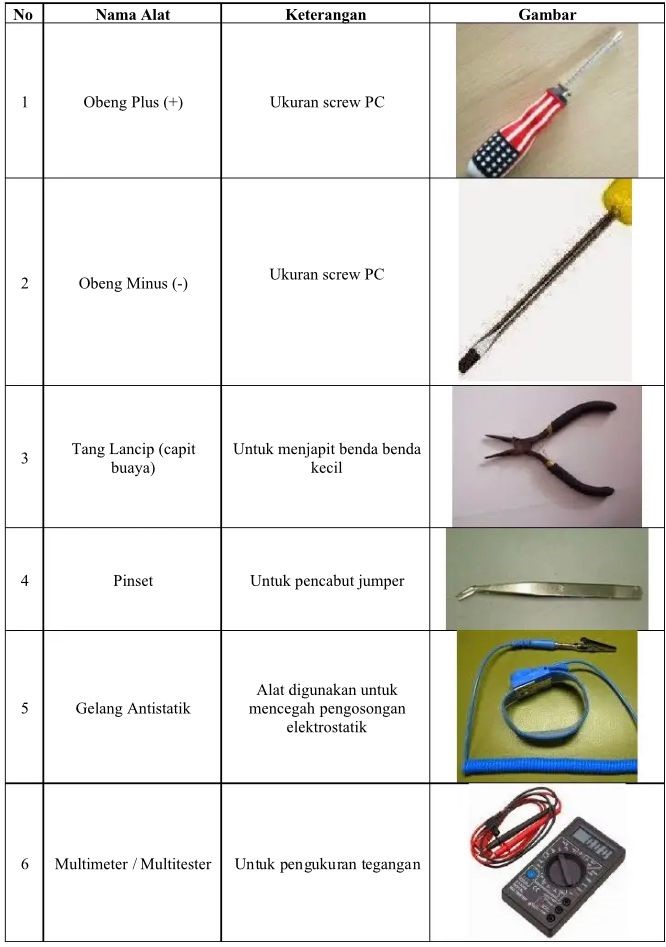 No Nama Alat Keterangan Gambar
1 Obeng Plus (+) Ukuran screw PC
2 Obeng Minus (-) Ukuran screw PC
3 Tang Lancip (capit buaya) Untuk menjapit benda benda kecil
4 Pinset Untuk pencabut jumper
5 Gelang Antistatik Alat digunakan untuk mencegah pengosongan elektrostatik
6 Multimeter / Multitester Untuk pengukuran tegangan